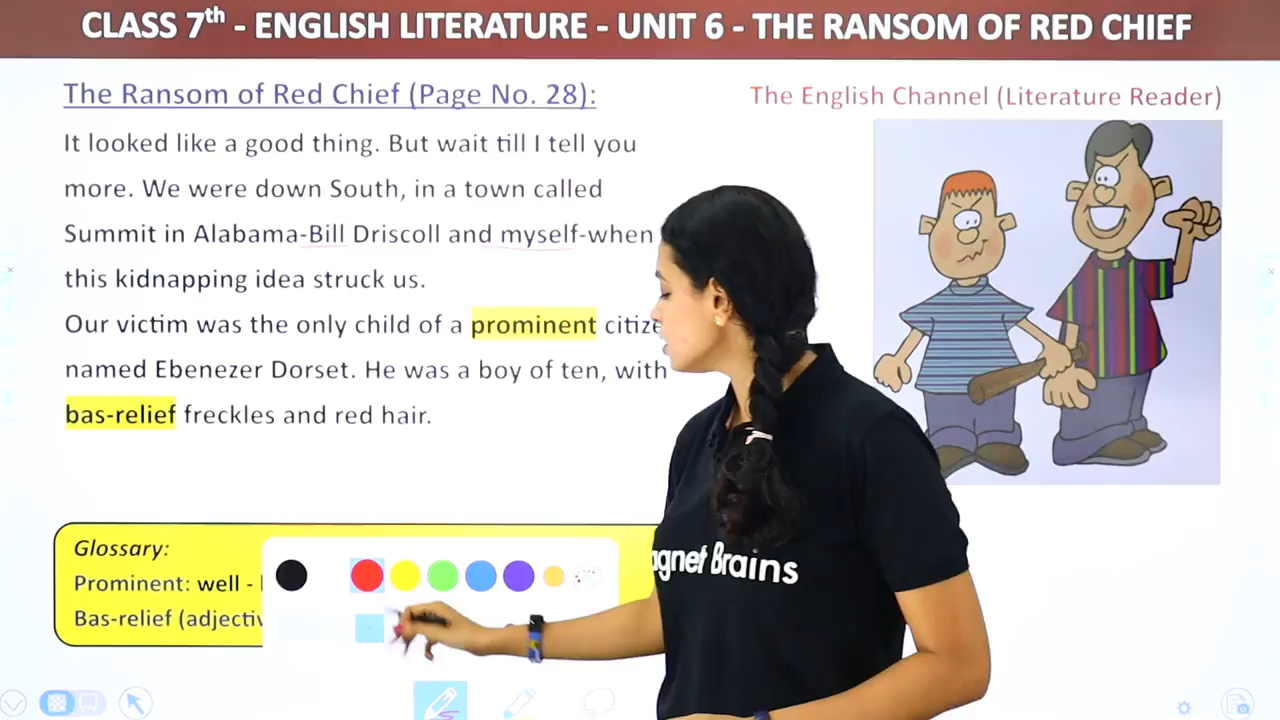 CLASS 7th - ENGLISH LITERATURE - UNIT 6 - THE RANSOM OF RED CHIEF
The Ransom of Red Chief (Page No. 28):
The English Channel (Literature Reader)
It looked like a good thing. But wait till I tell you
more. We were down South, in a town called
Summit in Alabama-Bill Driscoll and myself-when
this kidnapping idea struck us.
Our victim was the only child of a prominent
named Ebenezer Dorset. He was a boy of ten, with
bas-relief freckles and red hair.
Glossary:
Prominent: well -
Bas-relief
Brains